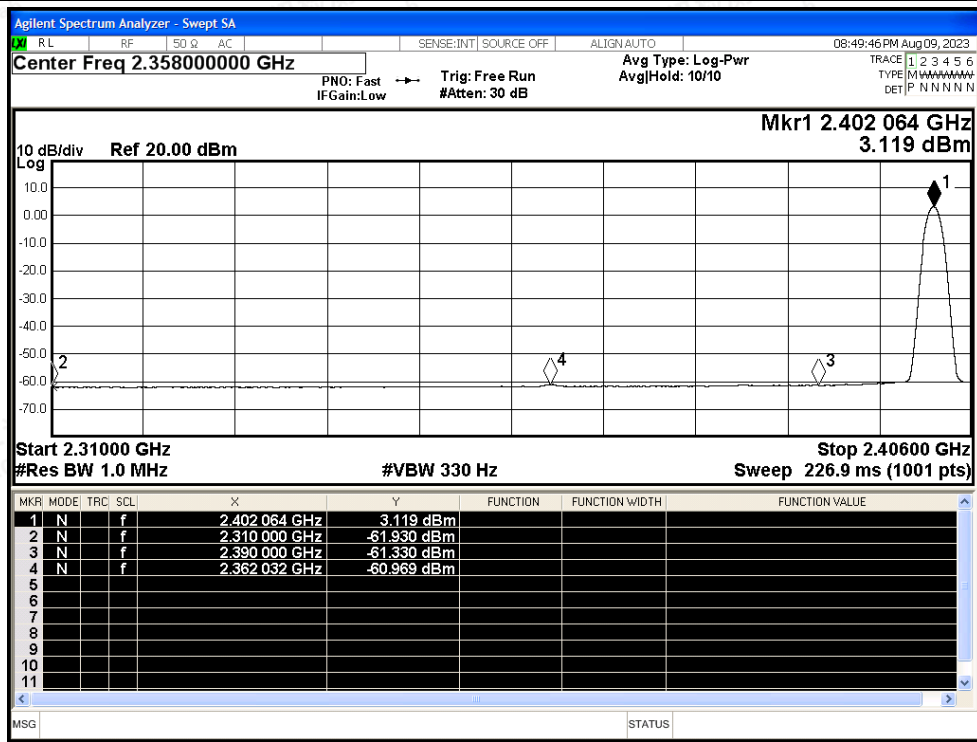 Agilent Spectrum Analyzer - Swept SA
LXI RL RF 50 Ω AC SENSE:INT SOURCE OFF ALIGN AUTO 08:49:46 PM Aug 09, 2023
Center Freq 2.358000000 GHz
PNO: Fast
IFGain:Low
Trig: Free Run
#Atten: 30 dB
Avg Type: Log-Pwr
Avg|Hold: 10/10
TRACE 1 2 3 4 5 6
TYPE M
DET P N N N N N
Mkr1 2.402 064 GHz
3.119 dBm
10 dB/div Ref 20.00 dBm
Log
10.0
0.00
-10.0
-20.0
-30.0
-40.0
-50.0
-60.0
-70.0
1
2
4
3
Start 2.31000 GHz Stop 2.40600 GHz
#Res BW 1.0 MHz #VBW 330 Hz Sweep 226.9 ms (1001 pts)
MKR MODE TRC SCL X Y FUNCTION FUNCTION WIDTH FUNCTION VALUE
1 N f 2.402 064 GHz 3.119 dBm
2 N f 2.310 000 GHz -61.930 dBm
3 N f 2.390 000 GHz -61.330 dBm
4 N f 2.362 032 GHz -60.969 dBm
5
6
7
8
9
10
11
MSG STATUS